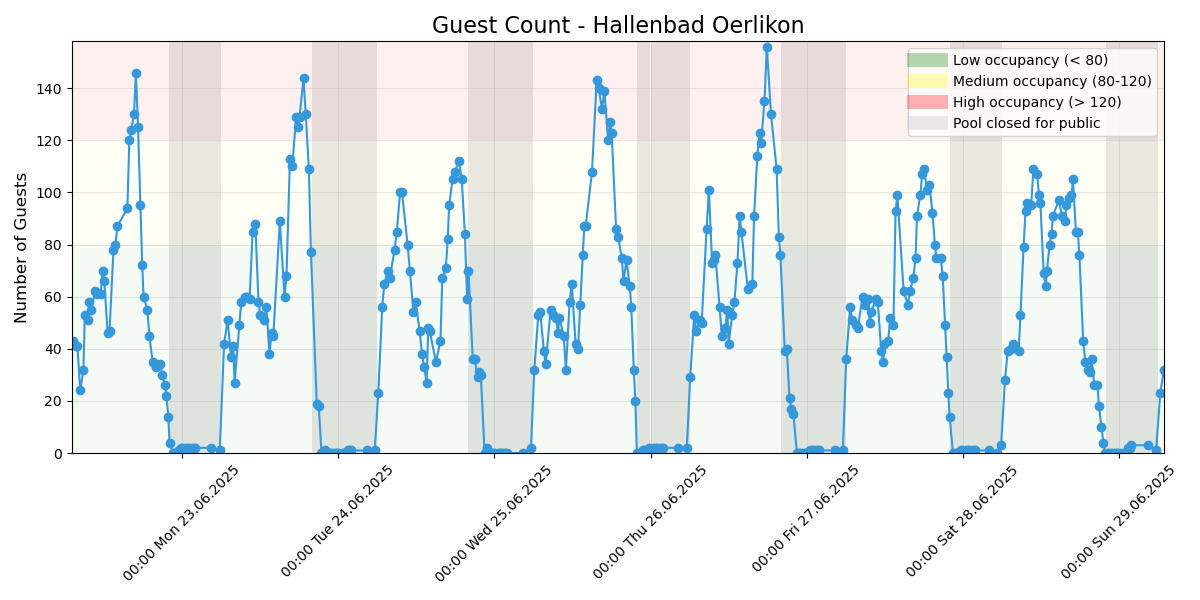 Guest Count - Hallenbad Oerlikon
Number of Guests
140
120
100
80
60
40
20
0
Low occupancy (< 80)
Medium occupancy (80-120)
High occupancy (> 120)
Pool closed for public
00:00 Mon 23.06.2025
00:00 Tue 24.06.2025
00:00 Wed 25.06.2025
00:00 Thu 26.06.2025
00:00 Fri 27.06.2025
00:00 Sat 28.06.2025
00:00 Sun 29.06.2025